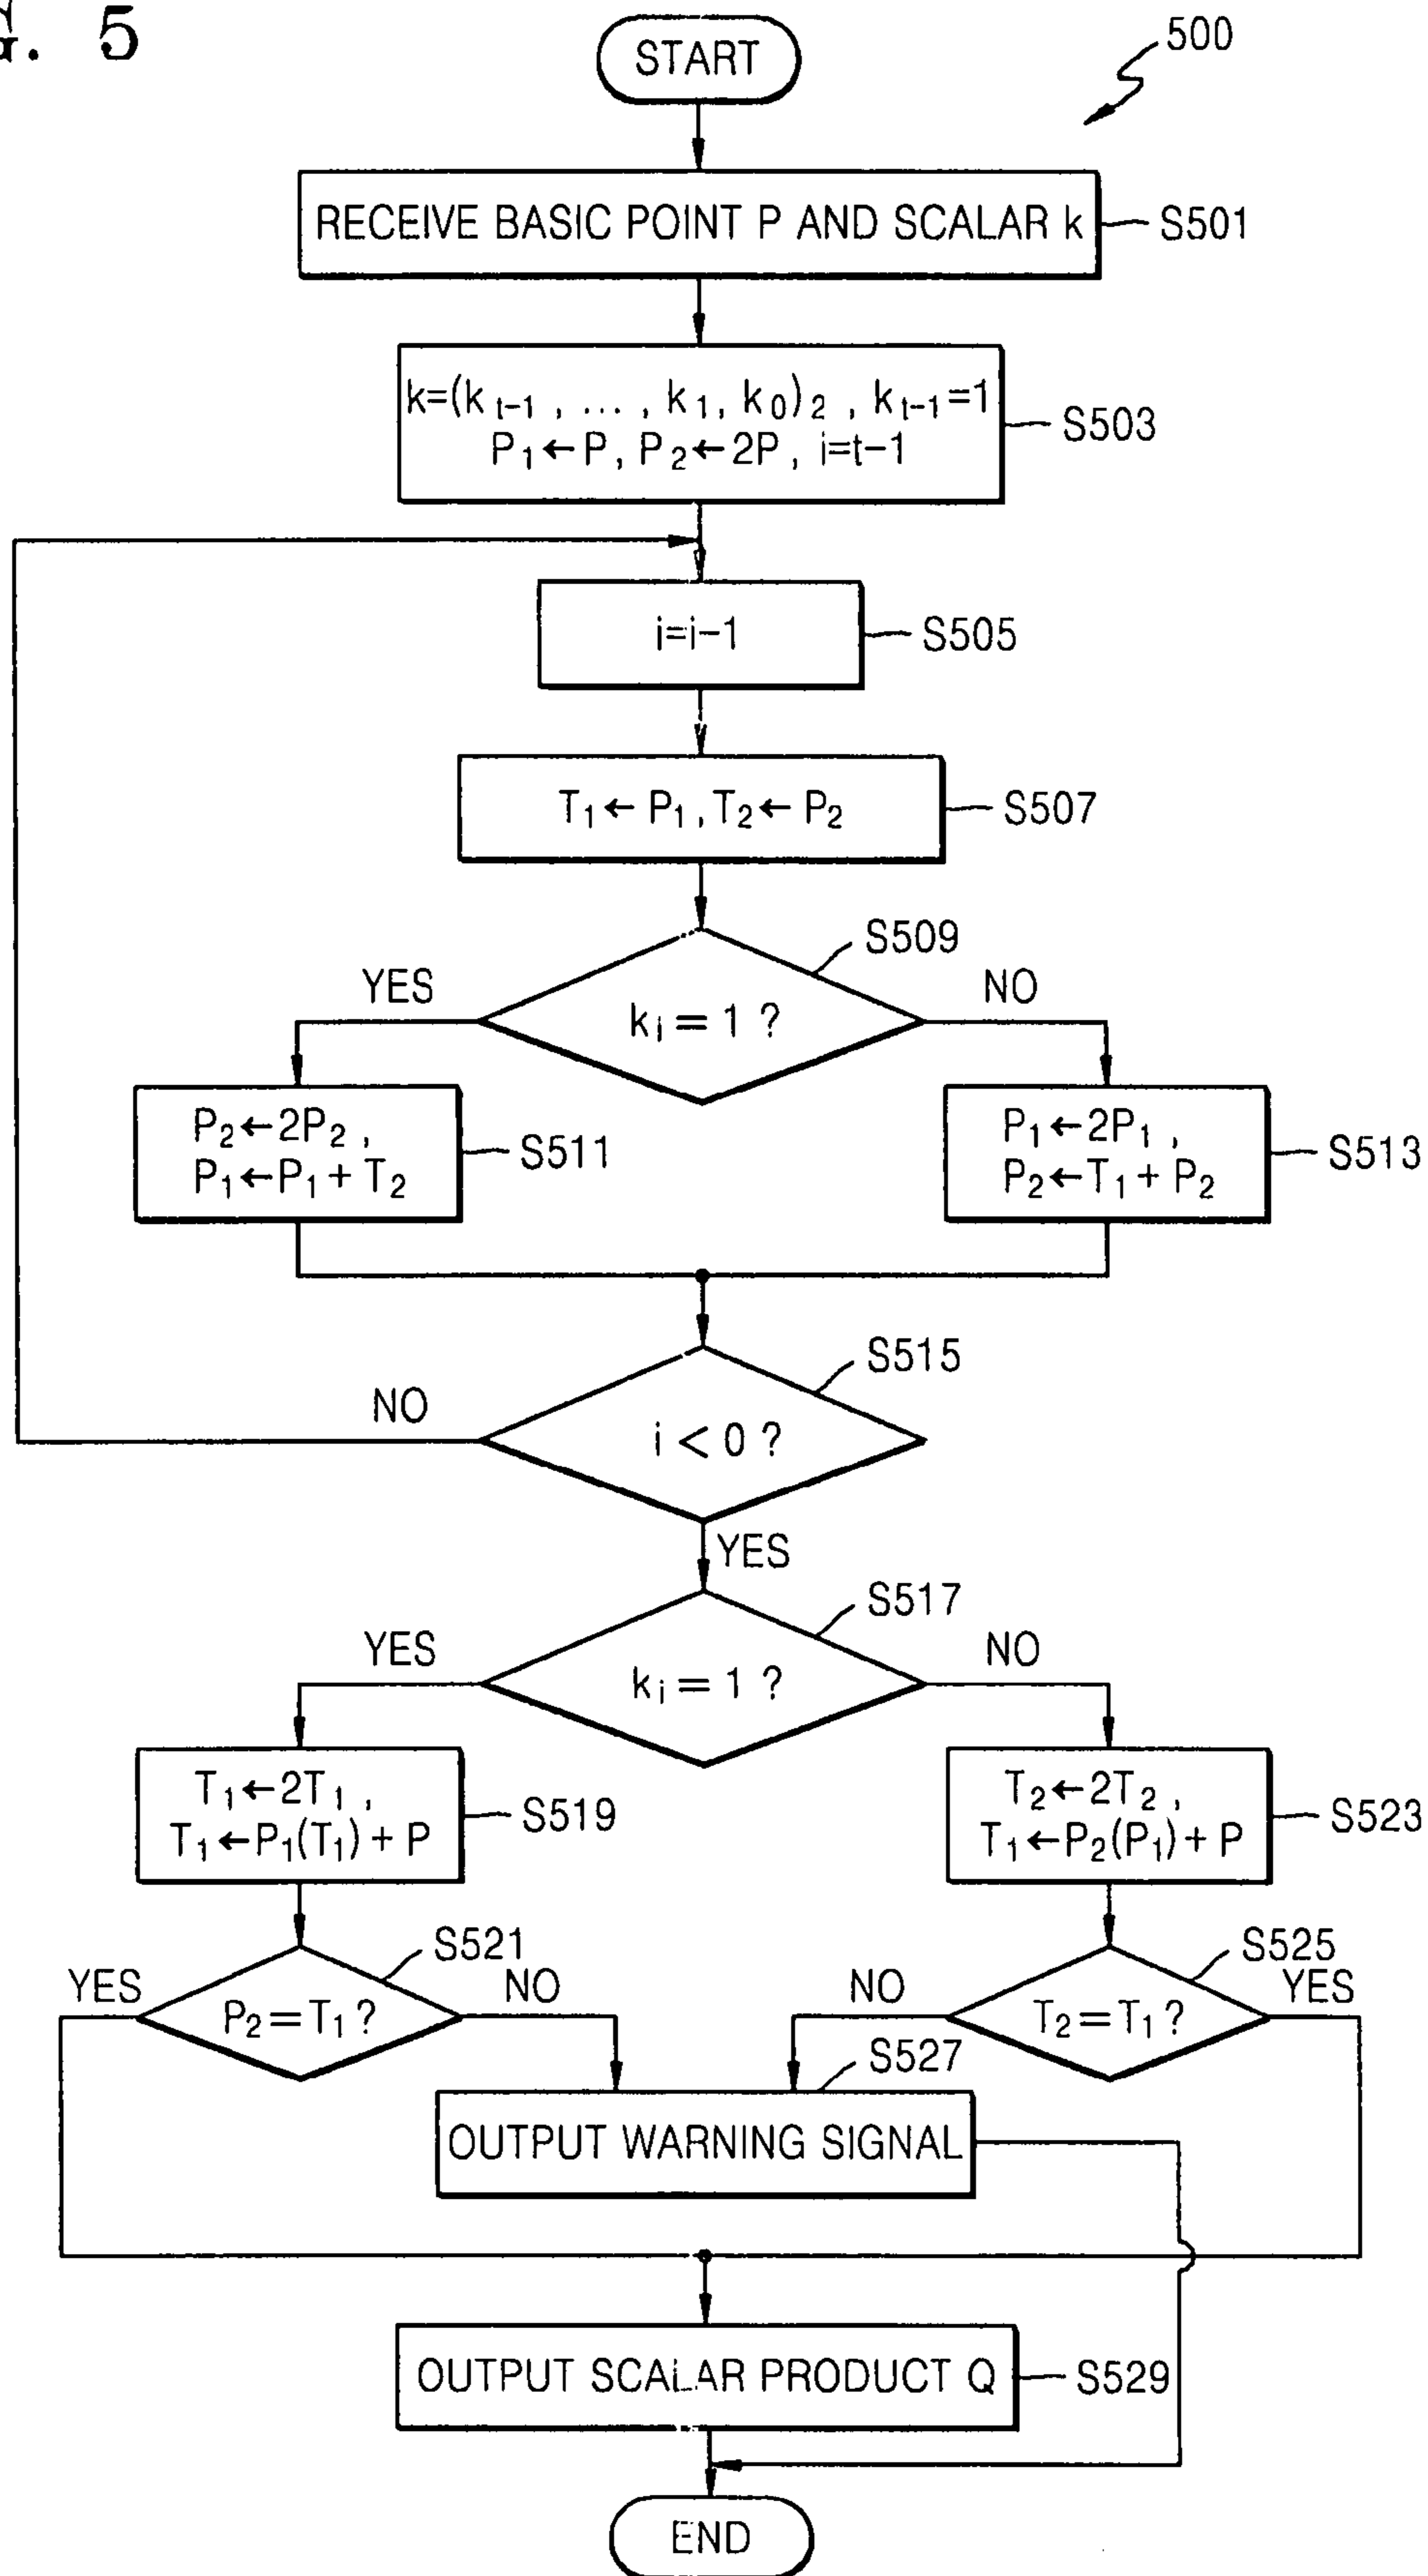 G. 5
START
500
RECEIVE BASIC POINT P AND SCALAR k
S501
k=(k t-1 , ... , k 1, k 0) 2 , k t-1=1
P 1 ← P, P 2 ← 2P, i=t-1
S503
i=i-1
S505
T1 ← P1, T2 ← P2
S507
S509
YES
NO
ki = 1 ?
P2 ← 2P2 ,
P1 ← P1 + T2
S511
P1 ← 2P1 ,
P2 ← T1 + P2
S513
S515
NO
i < 0 ?
YES
S517
YES
NO
ki = 1 ?
T1 ← 2T1 ,
T1 ← P1(T1) + P
S519
T2 ← 2T2 ,
T1 ← P2(P1) + P
S523
S521
S525
YES
NO
NO
YES
P2 = T1 ?
T2 = T1 ?
S527
OUTPUT WARNING SIGNAL
OUTPUT SCALAR PRODUCT Q
S529
END